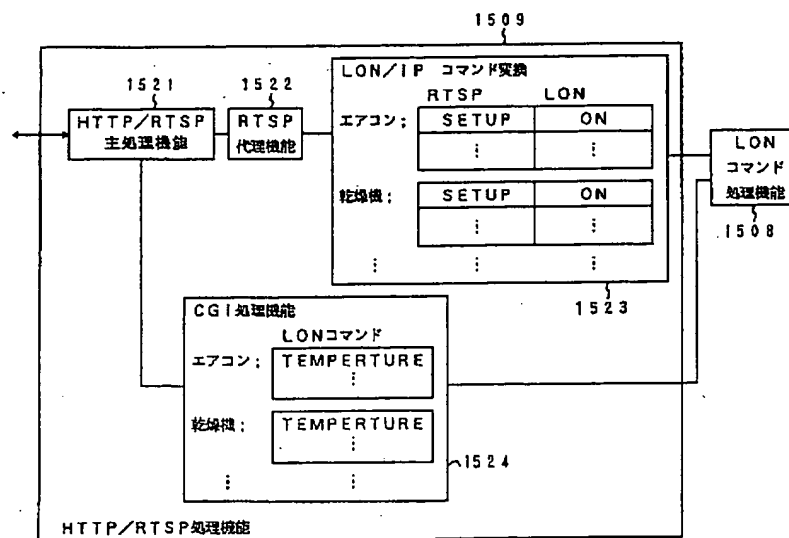 1509
1521
1522
HTTP/RTSP
主処理機能
RTSP
代理機能
LON/IP コマンド変換
RTSP LON
エアコン; SETUP ON
⋮ ⋮
乾燥機; SETUP ON
⋮ ⋮
⋮ ⋮ ⋮
1523
LON
コマンド
処理機能
1508
CGI処理機能
LONコマンド
エアコン; TEMPERTURE
⋮
乾燥機; TEMPERTURE
⋮
⋮ ⋮
1524
HTTP/RTSP処理機能